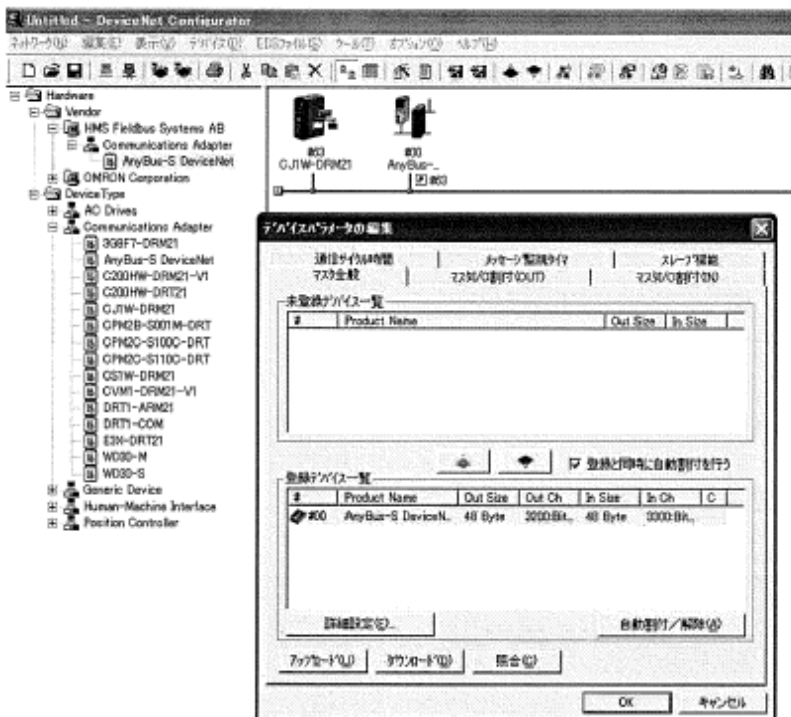 Untitled - DeviceNet Configurator
ネットワーク(N) 編集(E) 表示(V) デバイス(D) EDSファイル(S) ツール(T) オプション(O) ヘルプ(H)
Hardware
Vendor
HMS Fieldbus Systems AB
Communications Adapter
AnyBus-S DeviceNet
OMRON Corporation
DeviceType
AC Drives
Communications Adapter
3G8F7-DRM21
AnyBus-S DeviceNet
C200HW-DRM21-V1
C200HW-DRT21
CJ1W-DRM21
CPM2B-S001M-DRT
CPM2C-S100C-DRT
CPM2C-S110C-DRT
CS1W-DRM21
CVM1-DRM21-V1
DRT1-ARM21
DRT1-COM
E3X-DRT21
WD30-M
WD30-S
Generic Device
Human-Machine Interface
Position Controller
#63
CJ1W-DRM21
#00
AnyBus-..
#63
デバイスパラメータの編集
通信サイクル時間 メッセージ監視タイマ スレーブ機能
マスタ全般 マスタI/O割付(OUT) マスタI/O割付(IN)
未登録デバイス一覧
# Product Name Out Size In Size
登録と同時に自動割付を行う
登録デバイス一覧
# Product Name Out Size Out Ch In Size In Ch C
#00 AnyBus-S DeviceN.. 48 Byte 3200:Bit.. 48 Byte 3300:Bit..
詳細設定(E)... 自動割付/解除(A)
アップロード(U) ダウンロード(D) 照合(C)
OK キャンセル